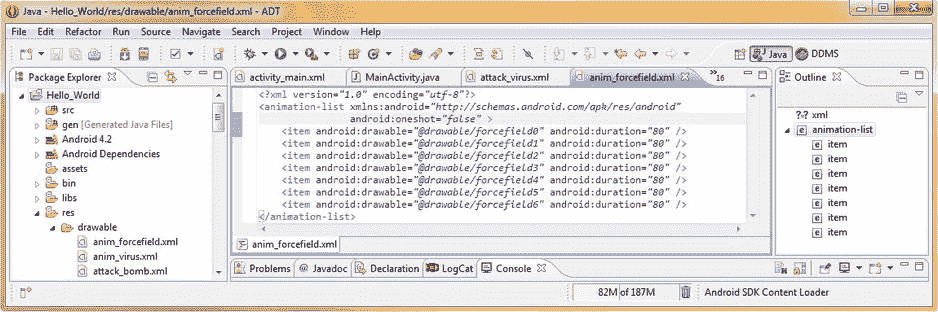 Java - Hello_World/res/drawable/anim_forcefield.xml - ADT
File Edit Refactor Run Source Navigate Search Project Window Help
Java DDMS
Package Explorer
Hello_World
src
gen [Generated Java Files]
Android 4.2
Android Dependencies
assets
bin
libs
res
drawable
anim_forcefield.xml
anim_virus.xml
attack_bomb.xml
activity_main.xml MainActivity.java attack_virus.xml anim_forcefield.xml »16
<?xml version="1.0" encoding="utf-8"?>
<animation-list xmlns:android="http://schemas.android.com/apk/res/android"
android:oneshot="false" >
<item android:drawable="@drawable/forcefield0" android:duration="80" />
<item android:drawable="@drawable/forcefield1" android:duration="80" />
<item android:drawable="@drawable/forcefield2" android:duration="80" />
<item android:drawable="@drawable/forcefield3" android:duration="80" />
<item android:drawable="@drawable/forcefield4" android:duration="80" />
<item android:drawable="@drawable/forcefield5" android:duration="80" />
<item android:drawable="@drawable/forcefield6" android:duration="80" />
</animation-list>
anim_forcefield.xml
Outline
?=? xml
e animation-list
e item
e item
e item
e item
e item
e item
e item
Problems @ Javadoc Declaration LogCat Console
82M of 187M Android SDK Content Loader